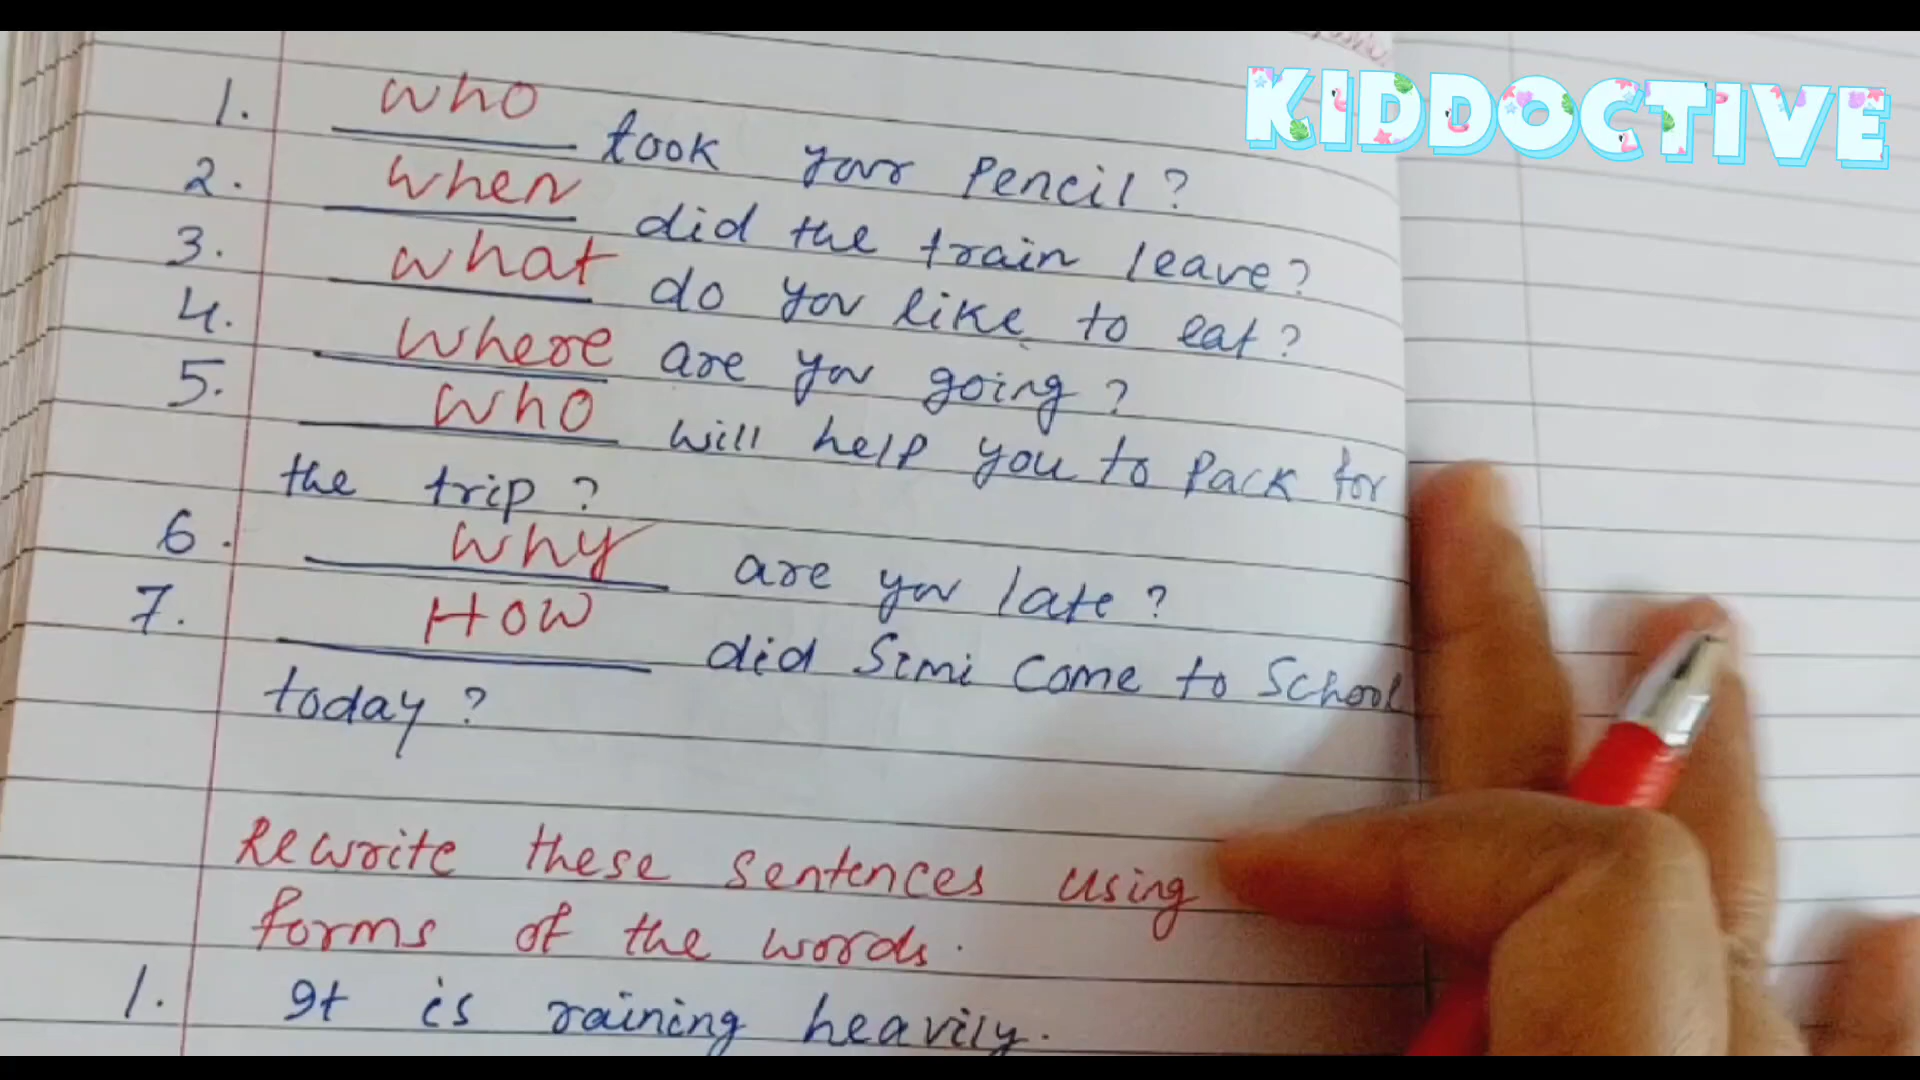 KIDDOCTIVE
1. who took your pencil?
2. when did the train leave?
3. what do you like to eat?
4. where are you going?
5. who will help you to pack for
the trip?
6. why are you late?
7. How did Simi come to School
today?
Rewrite these sentences using
forms of the words.
1. It is raining heavily.